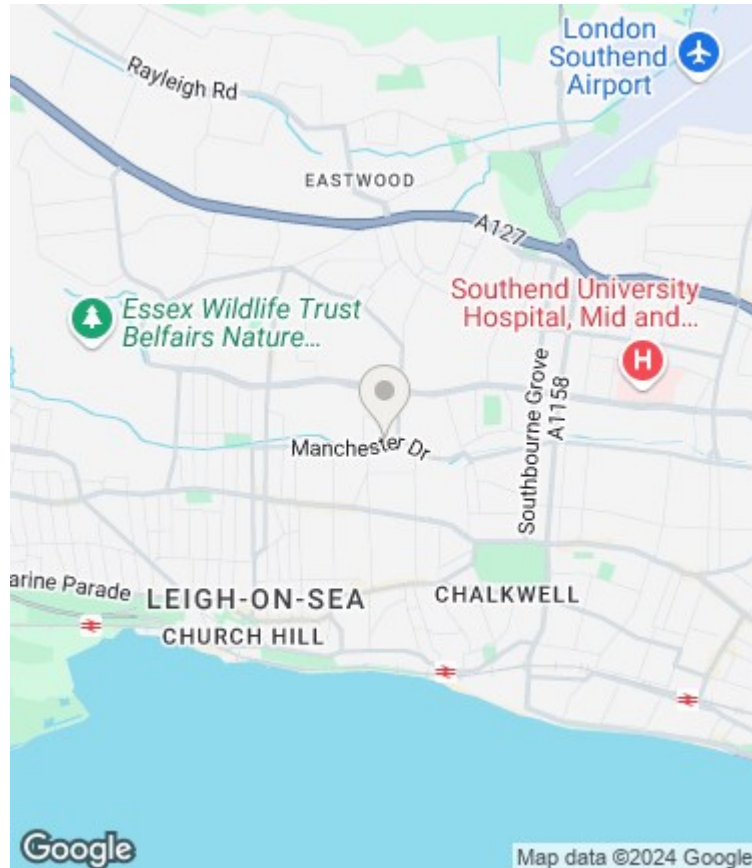 London
Southend
Airport
Rayleigh Rd
EASTWOOD
A127
Southend University
Hospital, Mid and...
Essex Wildlife Trust
Belfairs Nature...
H
Southbourne Grove
A1158
Manchester Dr
arine Parade
LEIGH-ON-SEA
CHALKWELL
CHURCH HILL
Google
Map data ©2024 Google